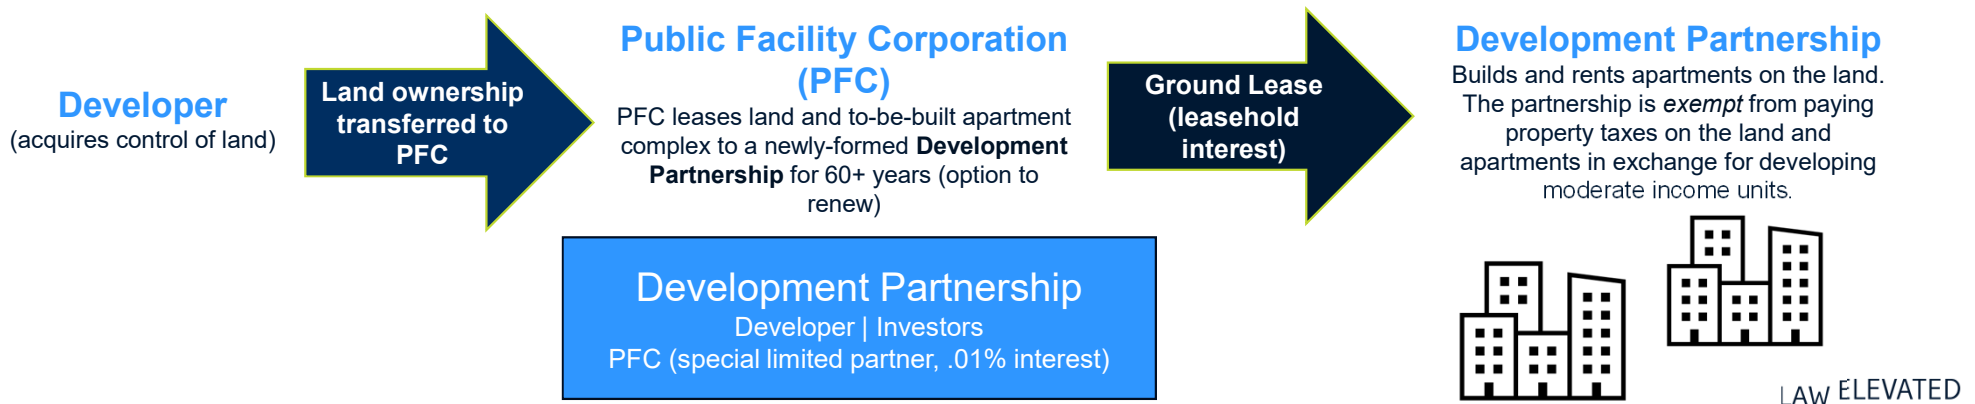 Developer
(acquires control of land)
Land ownership
transferred to
PFC
Public Facility Corporation
(PFC)
PFC leases land and to-be-built apartment
complex to a newly-formed Development
Partnership for 60+ years (option to
renew)
Ground Lease
(leasehold
interest)
Development Partnership
Builds and rents apartments on the land.
The partnership is exempt from paying
property taxes on the land and
apartments in exchange for developing
moderate income units.
Development Partnership
Developer | Investors
PFC (special limited partner, .01% interest)
LAW ELEVATED